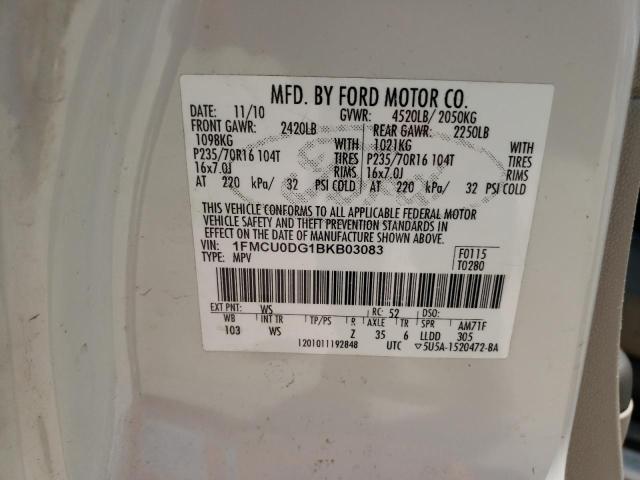 MFD. BY FORD MOTOR CO.
DATE: 11/10 GVWR: 4520LB/ 2050KG
FRONT GAWR: 2420LB REAR GAWR: 2250LB
1098KG WITH 1021KG WITH
P235/70R16 104T TIRES P235/70R16 104T TIRES
16x7.0J RIMS 16x7.0J RIMS
AT 220 kPa/ 32 PSI COLD AT 220 kPa/ 32 PSI COLD
THIS VEHICLE CONFORMS TO ALL APPLICABLE FEDERAL MOTOR
VEHICLE SAFETY AND THEFT PREVENTION STANDARDS IN
EFFECT ON THE DATE OF MANUFACTURE SHOWN ABOVE.
VIN: 1FMCU0DG1BKB03083 F0115
TYPE: MPV T0280
EXT PNT: WS RC: 52 DSO:
WB INT TR TP/PS R AXLE TR SPR AM71F
103 WS Z 35 6 LLDD 305
1201011192848 UTC ▽5U5A-1520472-BA